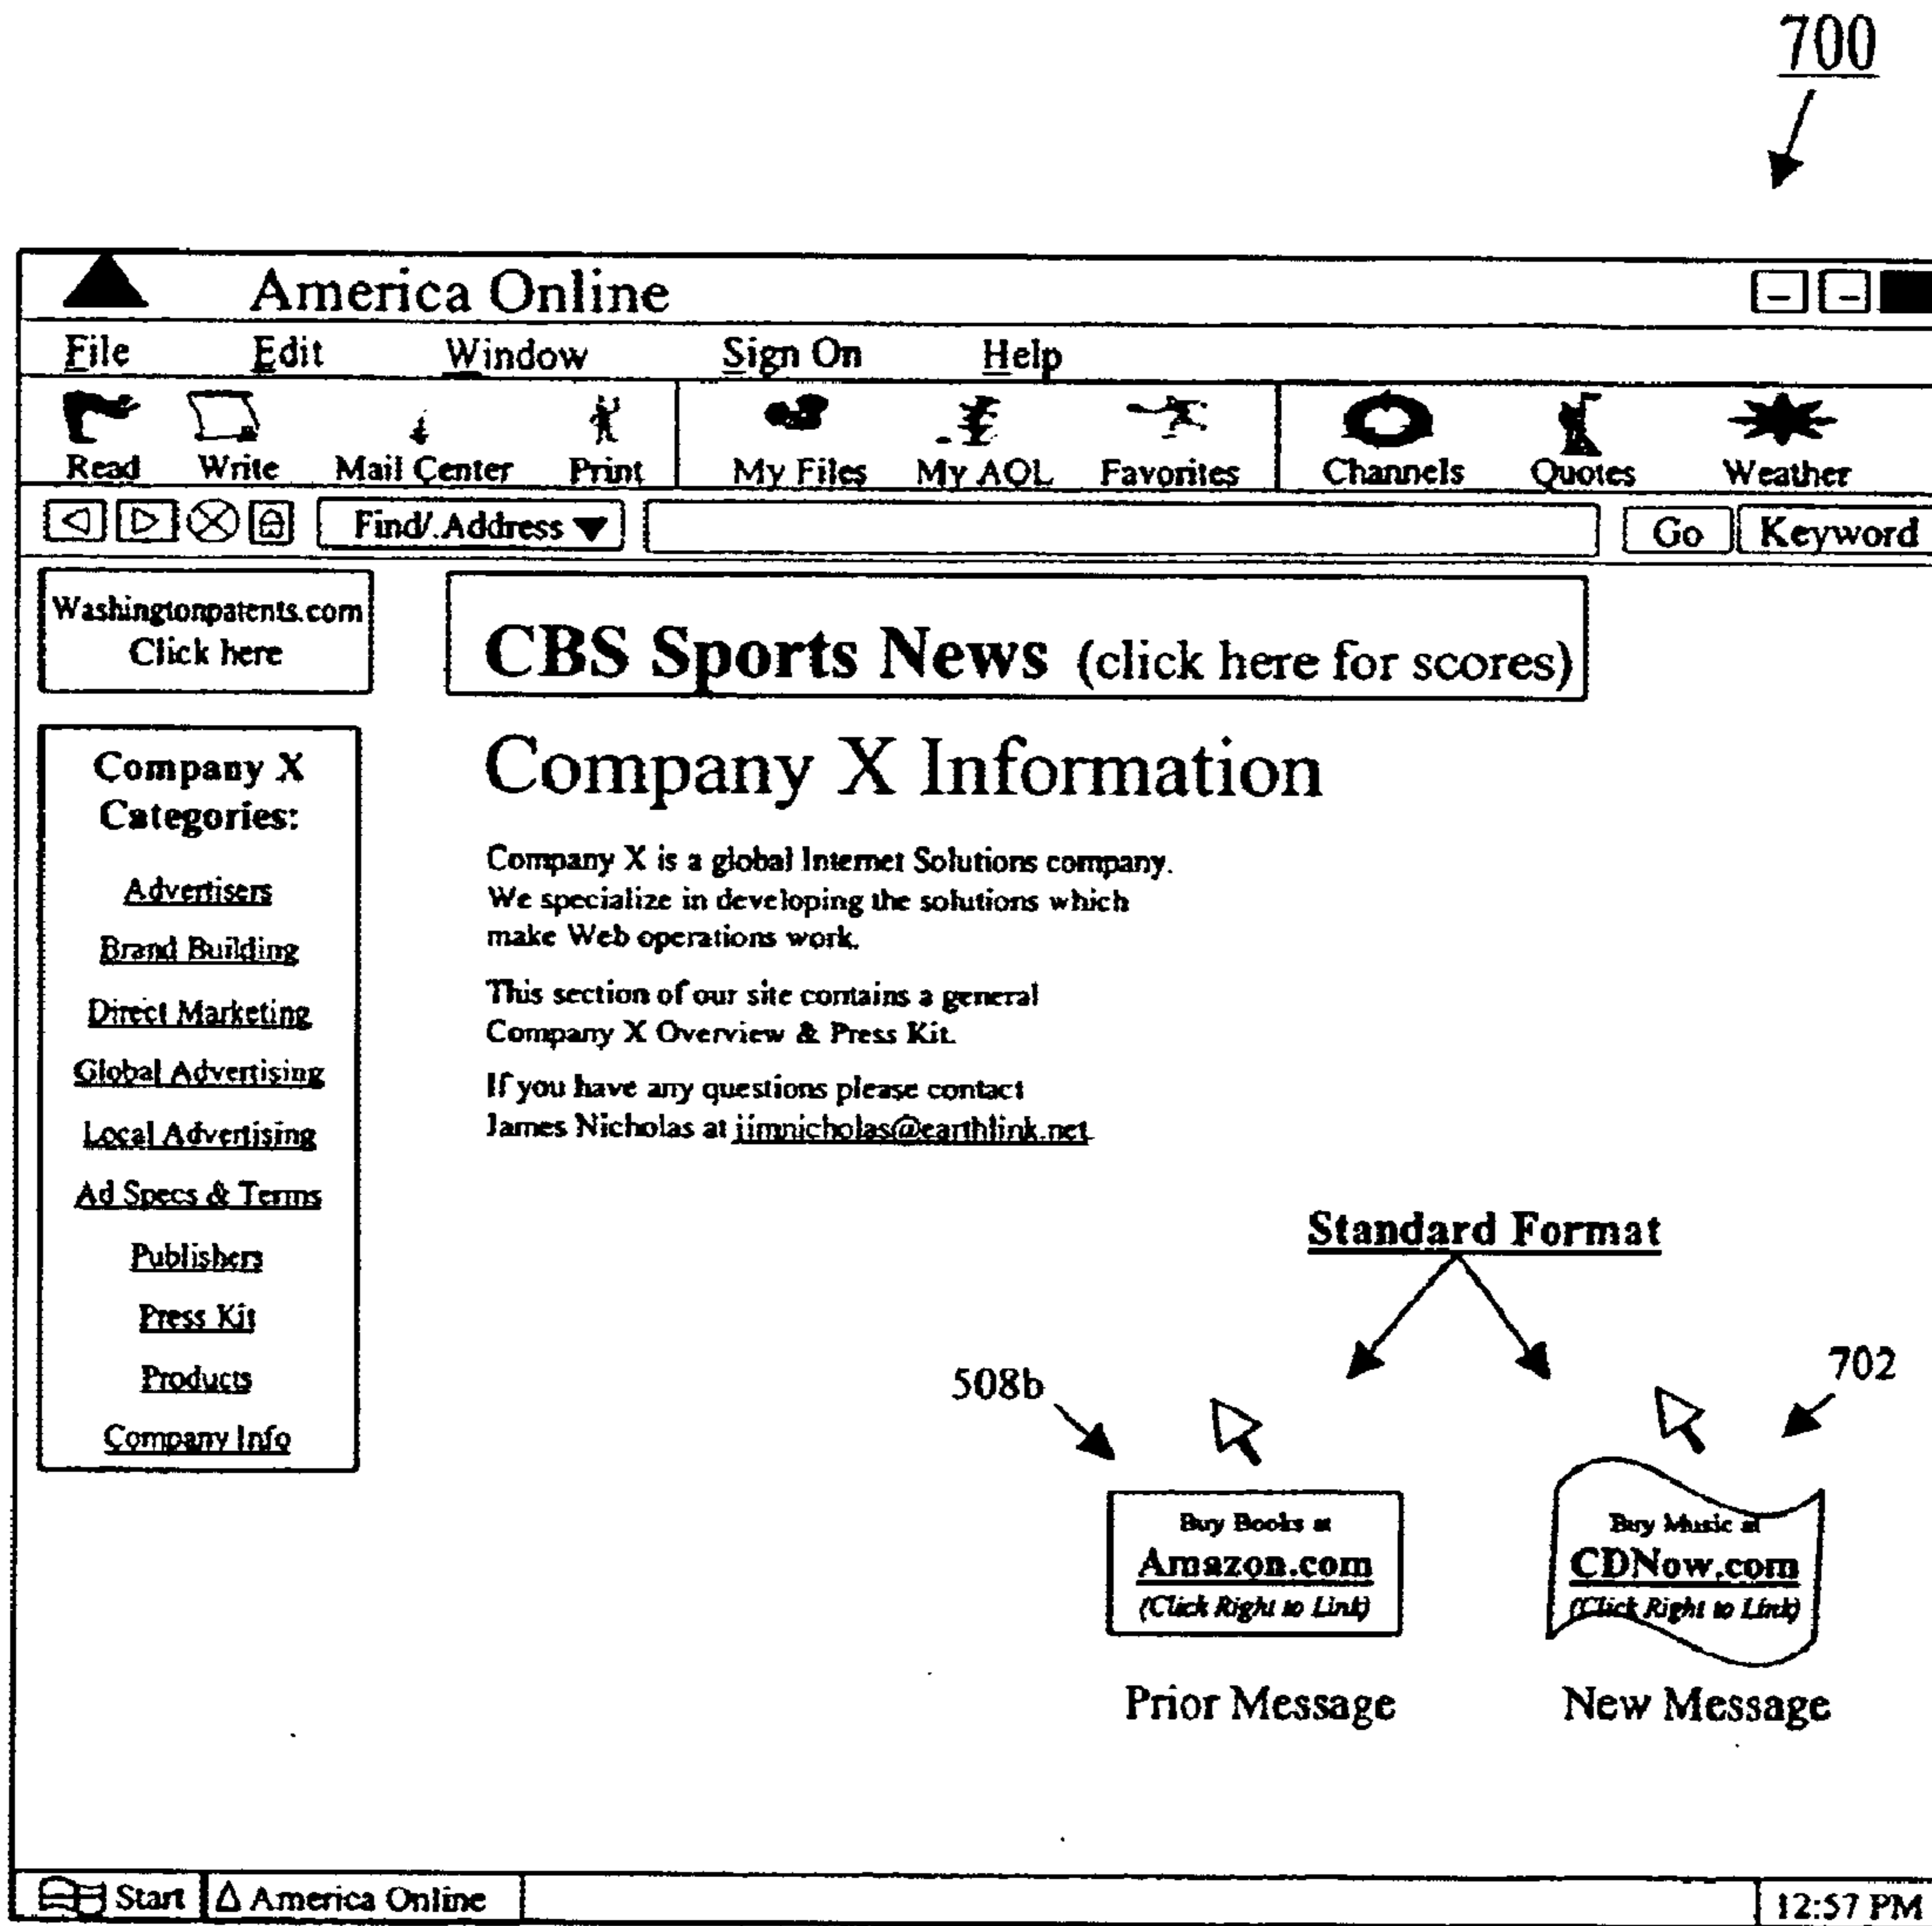 700
America Online
File Edit Window Sign On Help
Read Write Mail Center Print My Files My AOL Favorites Channels Quotes Weather
Find/.Address Go Keyword
Washingtonpatents.com
Click here
CBS Sports News (click here for scores)
Company X
Categories:
Advertisers
Brand Building
Direct Marketing
Global Advertising
Local Advertising
Ad Specs & Terms
Publishers
Press Kit
Products
Company Info
Company X Information
Company X is a global Internet Solutions company.
We specialize in developing the solutions which
make Web operations work.
This section of our site contains a general
Company X Overview & Press Kit.
If you have any questions please contact
James Nicholas at jimnicholas@earthlink.net
Standard Format
508b
702
Buy Books at
Amazon.com
(Click Right to Link)
Prior Message
Buy Music at
CDNow.com
(Click Right to Link)
New Message
Start America Online 12:57 PM